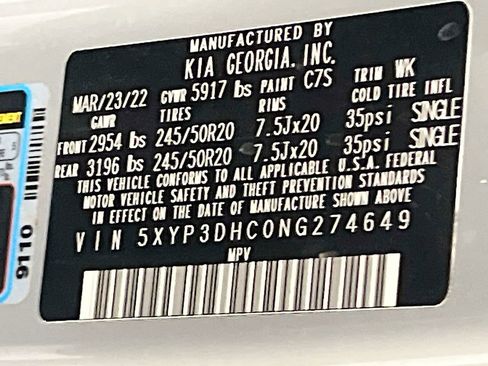 MANUFACTURED BY
KIA GEORGIA, INC.
MAR/23/22 GVWR 5917 lbs PAINT C7S TRIM WK
GAWR TIRES RIMS COLD TIRE INFL
FRONT 2954 lbs 245/50R20 7.5Jx20 35psi SINGLE
REAR 3196 lbs 245/50R20 7.5Jx20 35psi SINGLE
THIS VEHICLE CONFORMS TO ALL APPLICABLE U.S.A. FEDERAL
MOTOR VEHICLE SAFETY AND THEFT PREVENTION STANDARDS
IN EFFECT ON THE DATE OF MANUFACTURE SHOWN ABOVE
VIN 5XYP3DHC0NG274649
MPV
9110